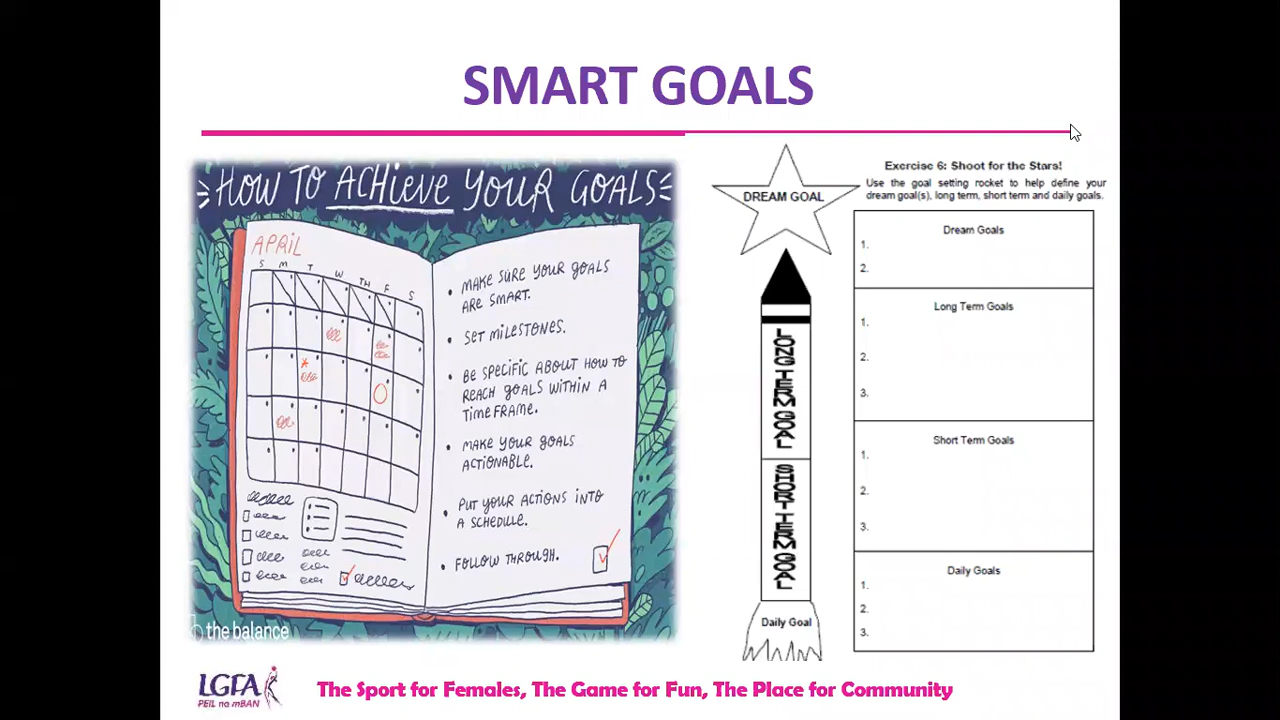 SMART GOALS
HOW TO ACHIEVE YOUR GOALS
APRIL
S M T W TH F S
• MAKE SURE YOUR GOALS
ARE SMART.
• SET MILESTONES.
• BE SPECIFIC ABOUT HOW TO
REACH GOALS WITHIN A
TIMEFRAME.
• MAKE YOUR GOALS
ACTIONABLE.
• PUT YOUR ACTIONS INTO
A SCHEDULE.
• FOLLOW THROUGH.
the balance
DREAM GOAL
LONG TERM GOAL
SHORT TERM GOAL
Daily Goal
Exercise 6: Shoot for the Stars!
Use the goal setting rocket to help define your
dream goal(s), long term, short term and daily goals.
Dream Goals
1.
2.
Long Term Goals
1.
2.
3.
Short Term Goals
1.
2.
3.
Daily Goals
1.
2.
3.
LGFA
PEIL na mBAN
The Sport for Females, The Game for Fun, The Place for Community